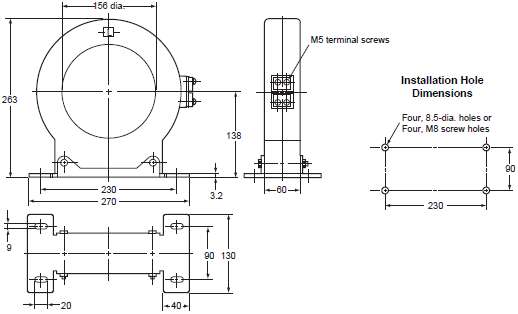 156 dia.
M5 terminal screws
Installation Hole
Dimensions
263
Four, 8.5-dia. holes or
Four, M8 screw holes
138
90
230
3.2
60
230
270
9
90
130
20
40